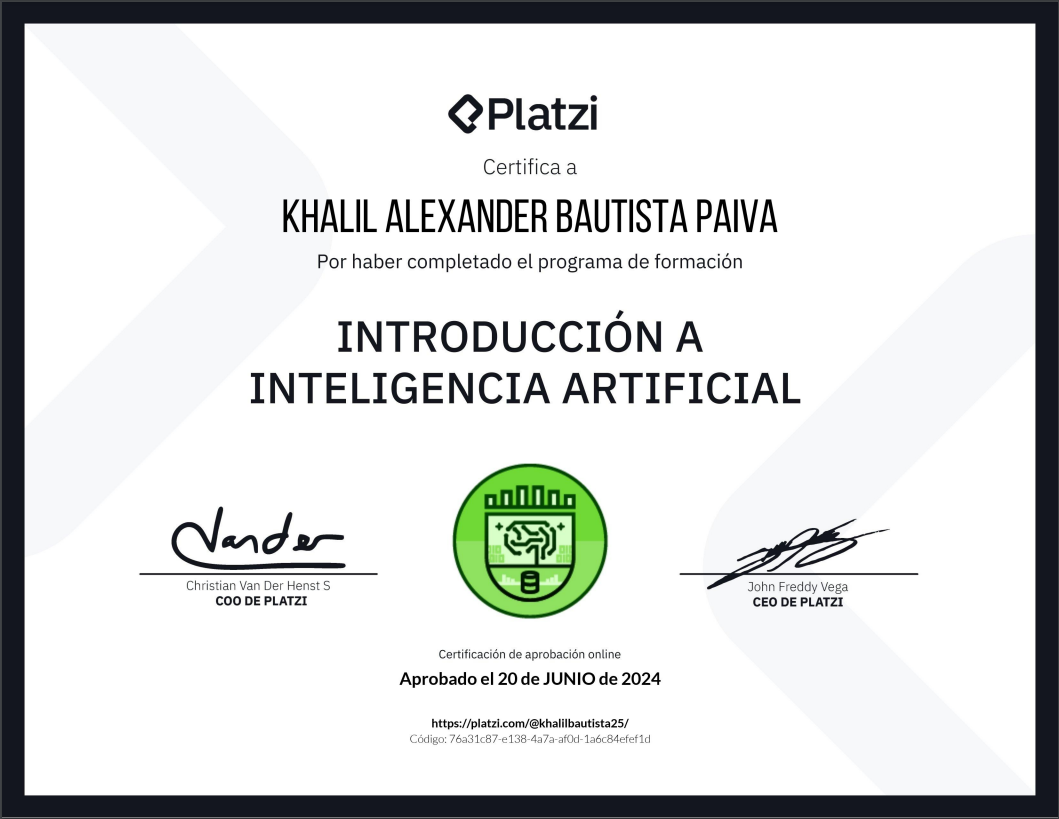 Platzi
Certifica a
KHALIL ALEXANDER BAUTISTA PAIVA
Por haber completado el programa de formación
INTRODUCCIÓN A
INTELIGENCIA ARTIFICIAL
Vander
Christian Van Der Henst S
COO DE PLATZI
John Freddy Vega
CEO DE PLATZI
Certificación de aprobación online
Aprobado el 20 de JUNIO de 2024
https://platzi.com/@khalilbautista25/
Código: 76a31c87-e138-4a7a-af0d-1a6c84efef1d